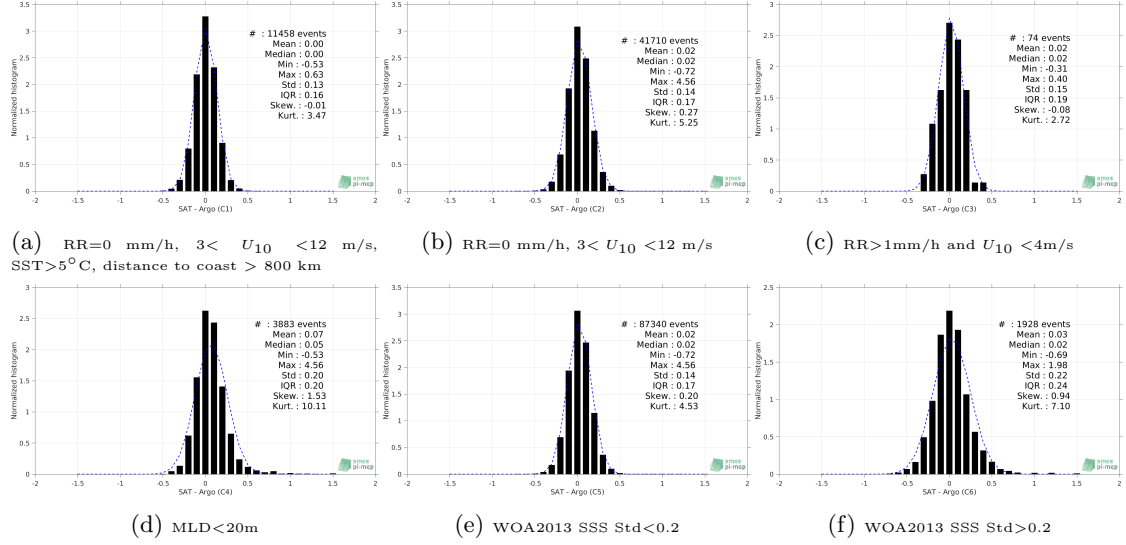 3.5
3
2.5
2
1.5
1
0.5
0
Normalized histogram
# : 11458 events
Mean : 0.00
Median : 0.00
Min : -0.53
Max : 0.63
Std : 0.13
IQR : 0.16
Skew. : -0.01
Kurt. : 3.47
smos
pi-mep
-2 -1.5 -1 -0.5 0 0.5 1 1.5 2
SAT - Argo (C1)
(a) RR=0 mm/h, 3< U10 <12 m/s,
SST>5°C, distance to coast > 800 km
3.5
3
2.5
2
1.5
1
0.5
0
Normalized histogram
# : 41710 events
Mean : 0.02
Median : 0.02
Min : -0.72
Max : 4.56
Std : 0.14
IQR : 0.17
Skew. : 0.27
Kurt. : 5.25
smos
pi-mep
-2 -1.5 -1 -0.5 0 0.5 1 1.5 2
SAT - Argo (C2)
(b) RR=0 mm/h, 3< U10 <12 m/s
3
2.5
2
1.5
1
0.5
0
Normalized histogram
# : 74 events
Mean : 0.02
Median : 0.02
Min : -0.31
Max : 0.40
Std : 0.15
IQR : 0.19
Skew. : -0.08
Kurt. : 2.72
smos
pi-mep
-2 -1.5 -1 -0.5 0 0.5 1 1.5 2
SAT - Argo (C3)
(c) RR>1mm/h and U10 <4m/s
3
2.5
2
1.5
1
0.5
0
Normalized histogram
# : 3883 events
Mean : 0.07
Median : 0.05
Min : -0.53
Max : 4.56
Std : 0.20
IQR : 0.20
Skew. : 1.53
Kurt. : 10.11
smos
pi-mep
-2 -1.5 -1 -0.5 0 0.5 1 1.5 2
SAT - Argo (C4)
(d) MLD<20m
3.5
3
2.5
2
1.5
1
0.5
0
Normalized histogram
# : 87340 events
Mean : 0.02
Median : 0.02
Min : -0.72
Max : 4.56
Std : 0.14
IQR : 0.17
Skew. : 0.20
Kurt. : 4.53
smos
pi-mep
-2 -1.5 -1 -0.5 0 0.5 1 1.5 2
SAT - Argo (C5)
(e) WOA2013 SSS Std<0.2
2.5
2
1.5
1
0.5
0
Normalized histogram
# : 1928 events
Mean : 0.03
Median : 0.02
Min : -0.69
Max : 1.98
Std : 0.22
IQR : 0.24
Skew. : 0.94
Kurt. : 7.10
smos
pi-mep
-2 -1.5 -1 -0.5 0 0.5 1 1.5 2
SAT - Argo (C6)
(f) WOA2013 SSS Std>0.2